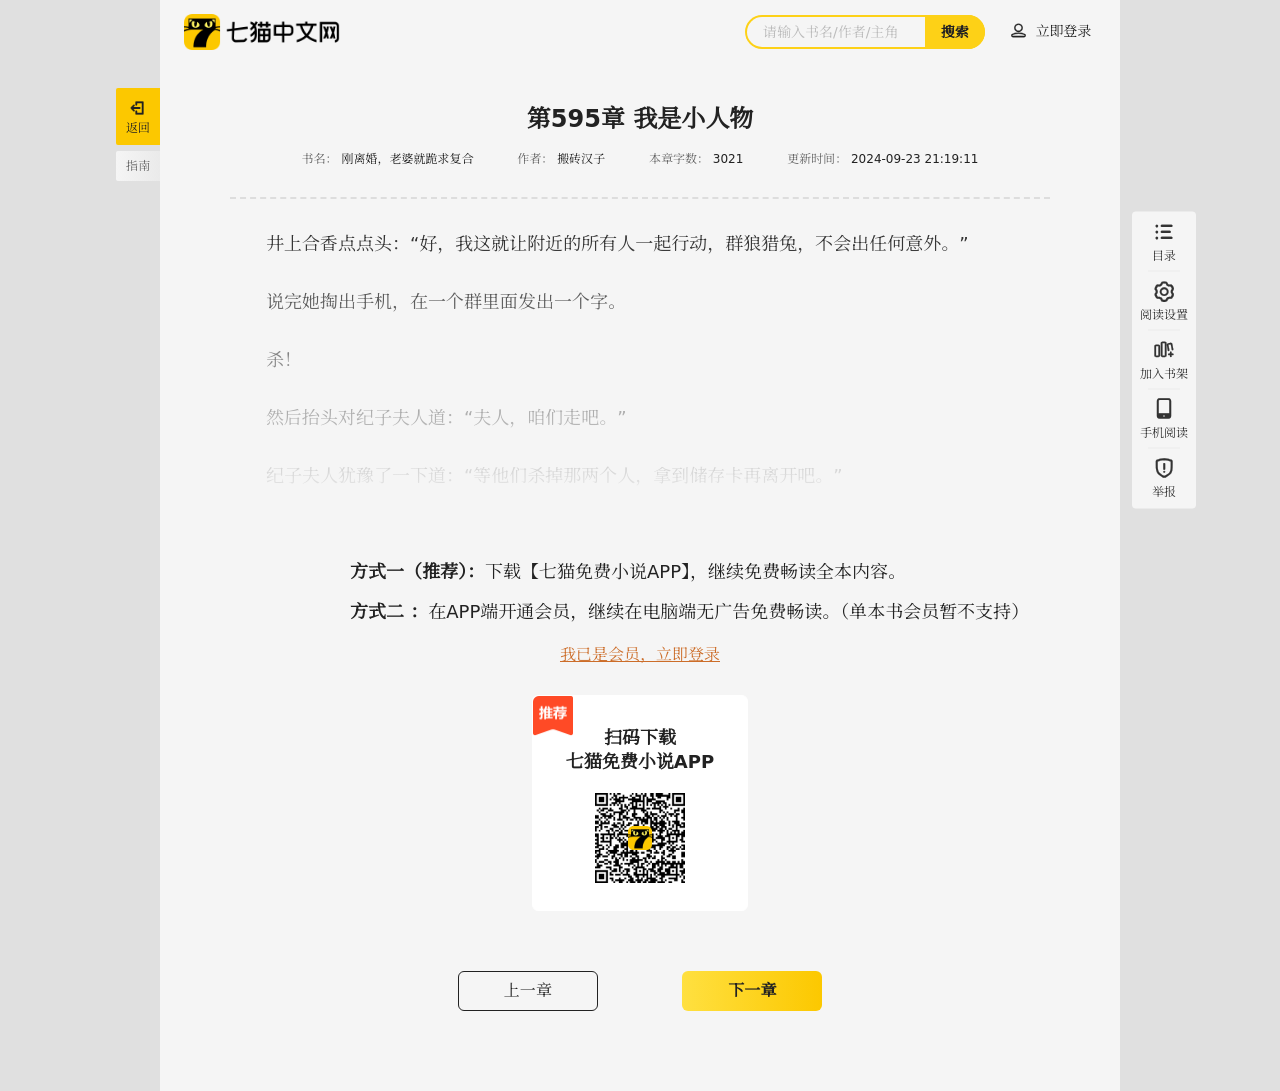 七猫中文网
请输入书名/作者/主角
搜索
立即登录
返回
指南
第595章 我是小人物
书名： 刚离婚，老婆就跪求复合 作者： 搬砖汉子 本章字数： 3021 更新时间： 2024-09-23 21:19:11
井上合香点点头：“好，我这就让附近的所有人一起行动，群狼猎兔，不会出任何意外。”
说完她掏出手机，在一个群里面发出一个字。
杀！
然后抬头对纪子夫人道：“夫人，咱们走吧。”
纪子夫人犹豫了一下道：“等他们杀掉那两个人，拿到储存卡再离开吧。”
目录
阅读设置
加入书架
手机阅读
举报
方式一（推荐）： 下载【七猫免费小说APP】，继续免费畅读全本内容。
方式二 ： 在APP端开通会员，继续在电脑端无广告免费畅读。（单本书会员暂不支持）
我已是会员，立即登录
推荐
扫码下载
七猫免费小说APP
上一章
下一章